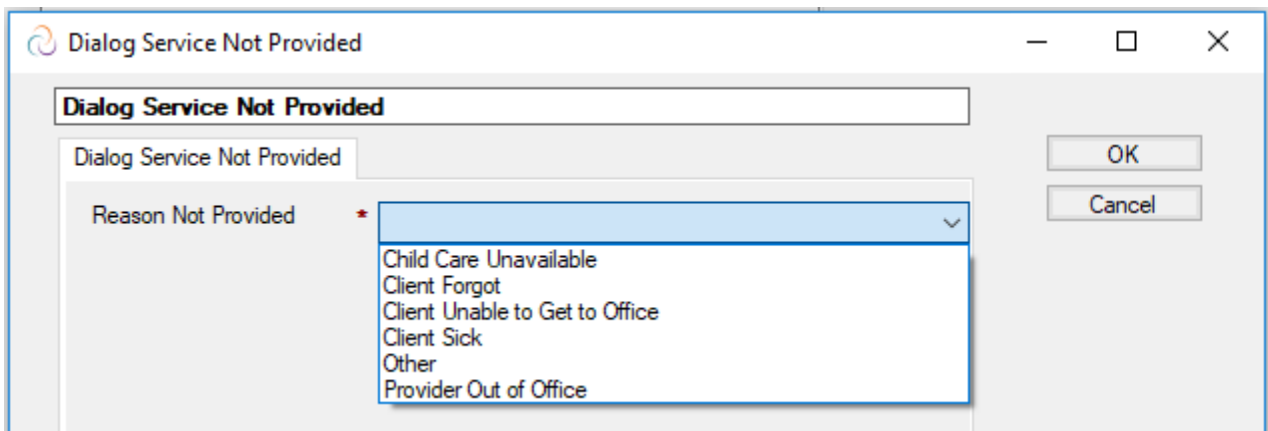 Dialog Service Not Provided
Dialog Service Not Provided
Dialog Service Not Provided
OK
Cancel
Reason Not Provided *
Child Care Unavailable
Client Forgot
Client Unable to Get to Office
Client Sick
Other
Provider Out of Office